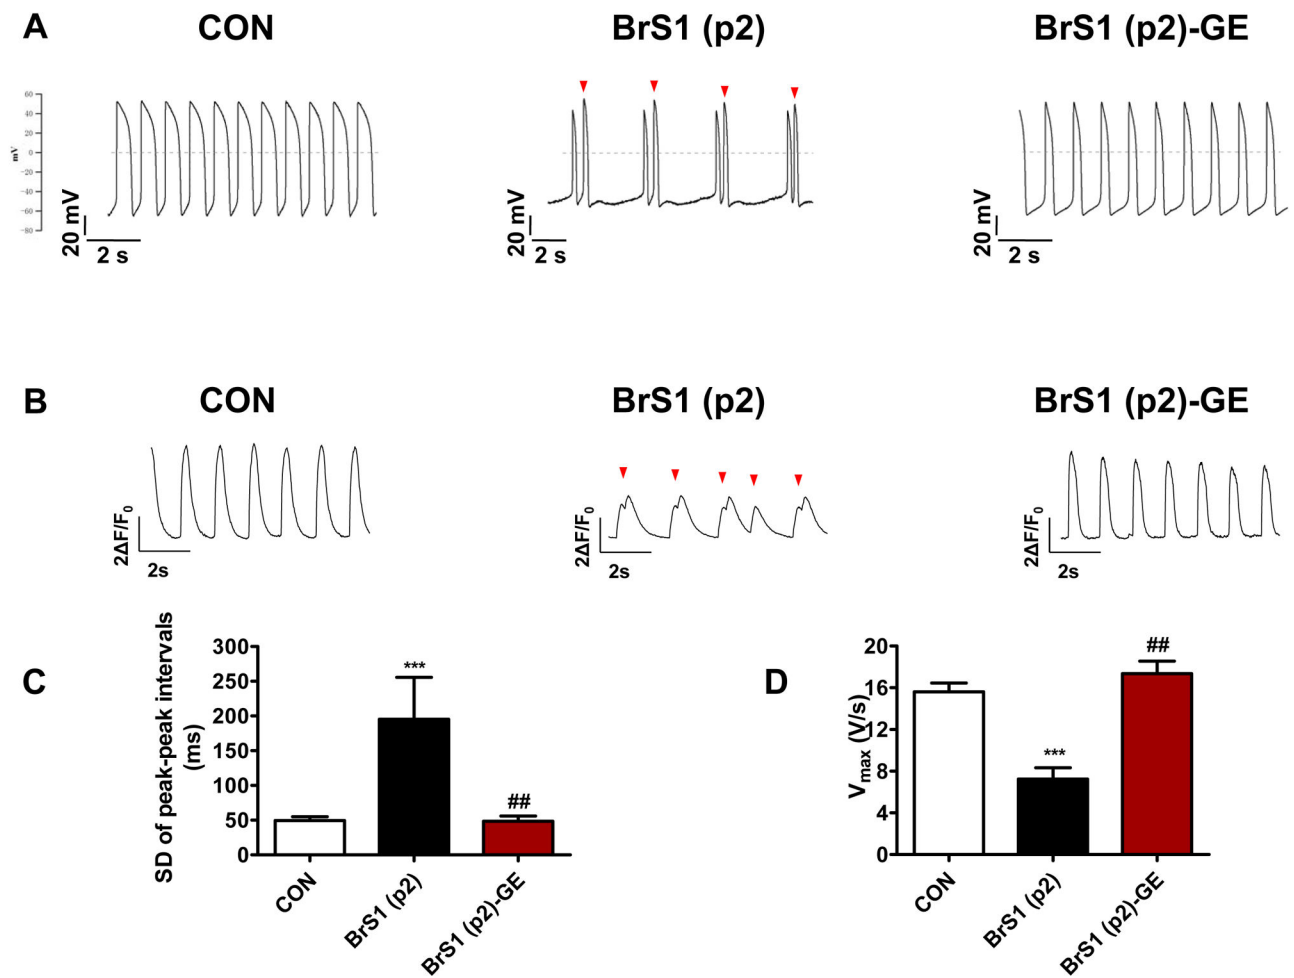 A
CON
BrS1 (p2)
BrS1 (p2)-GE
60
40
20
0
−20
−40
−60
−80
mV
20 mV
2 s
20 mV
2 s
20 mV
2 s
B
CON
BrS1 (p2)
BrS1 (p2)-GE
2ΔF/F0
2s
2ΔF/F0
2s
2ΔF/F0
2s
C
SD of peak-peak intervals
(ms)
300
250
200
150
100
50
0
***
##
CON
BrS1 (p2)
BrS1 (p2)-GE
D
Vmax (V/s)
20
16
12
8
4
0
***
##
CON
BrS1 (p2)
BrS1 (p2)-GE